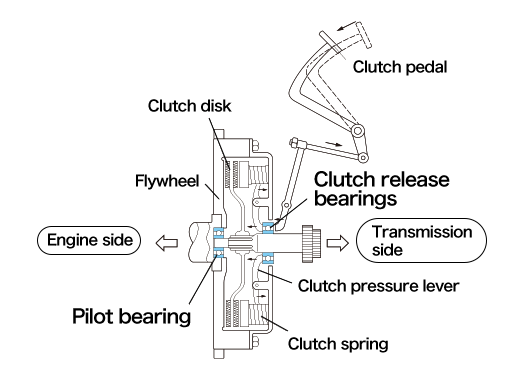 Clutch pedal
Clutch disk
Flywheel
Clutch release
bearings
Engine side
Transmission
side
Clutch pressure lever
Pilot bearing
Clutch spring